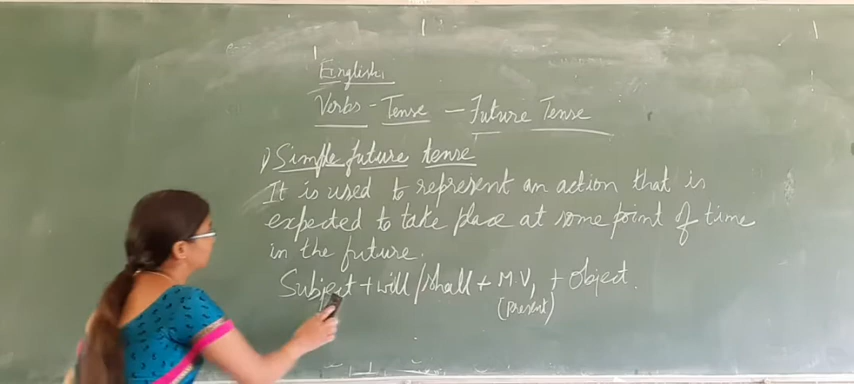 English
Verbs - Tense - Future Tense
1) Simple future tense
It is used to represent an action that is
expected to take place at some point of time
in the future.
Subject + will/shall + M.V1 + Object.
(present)